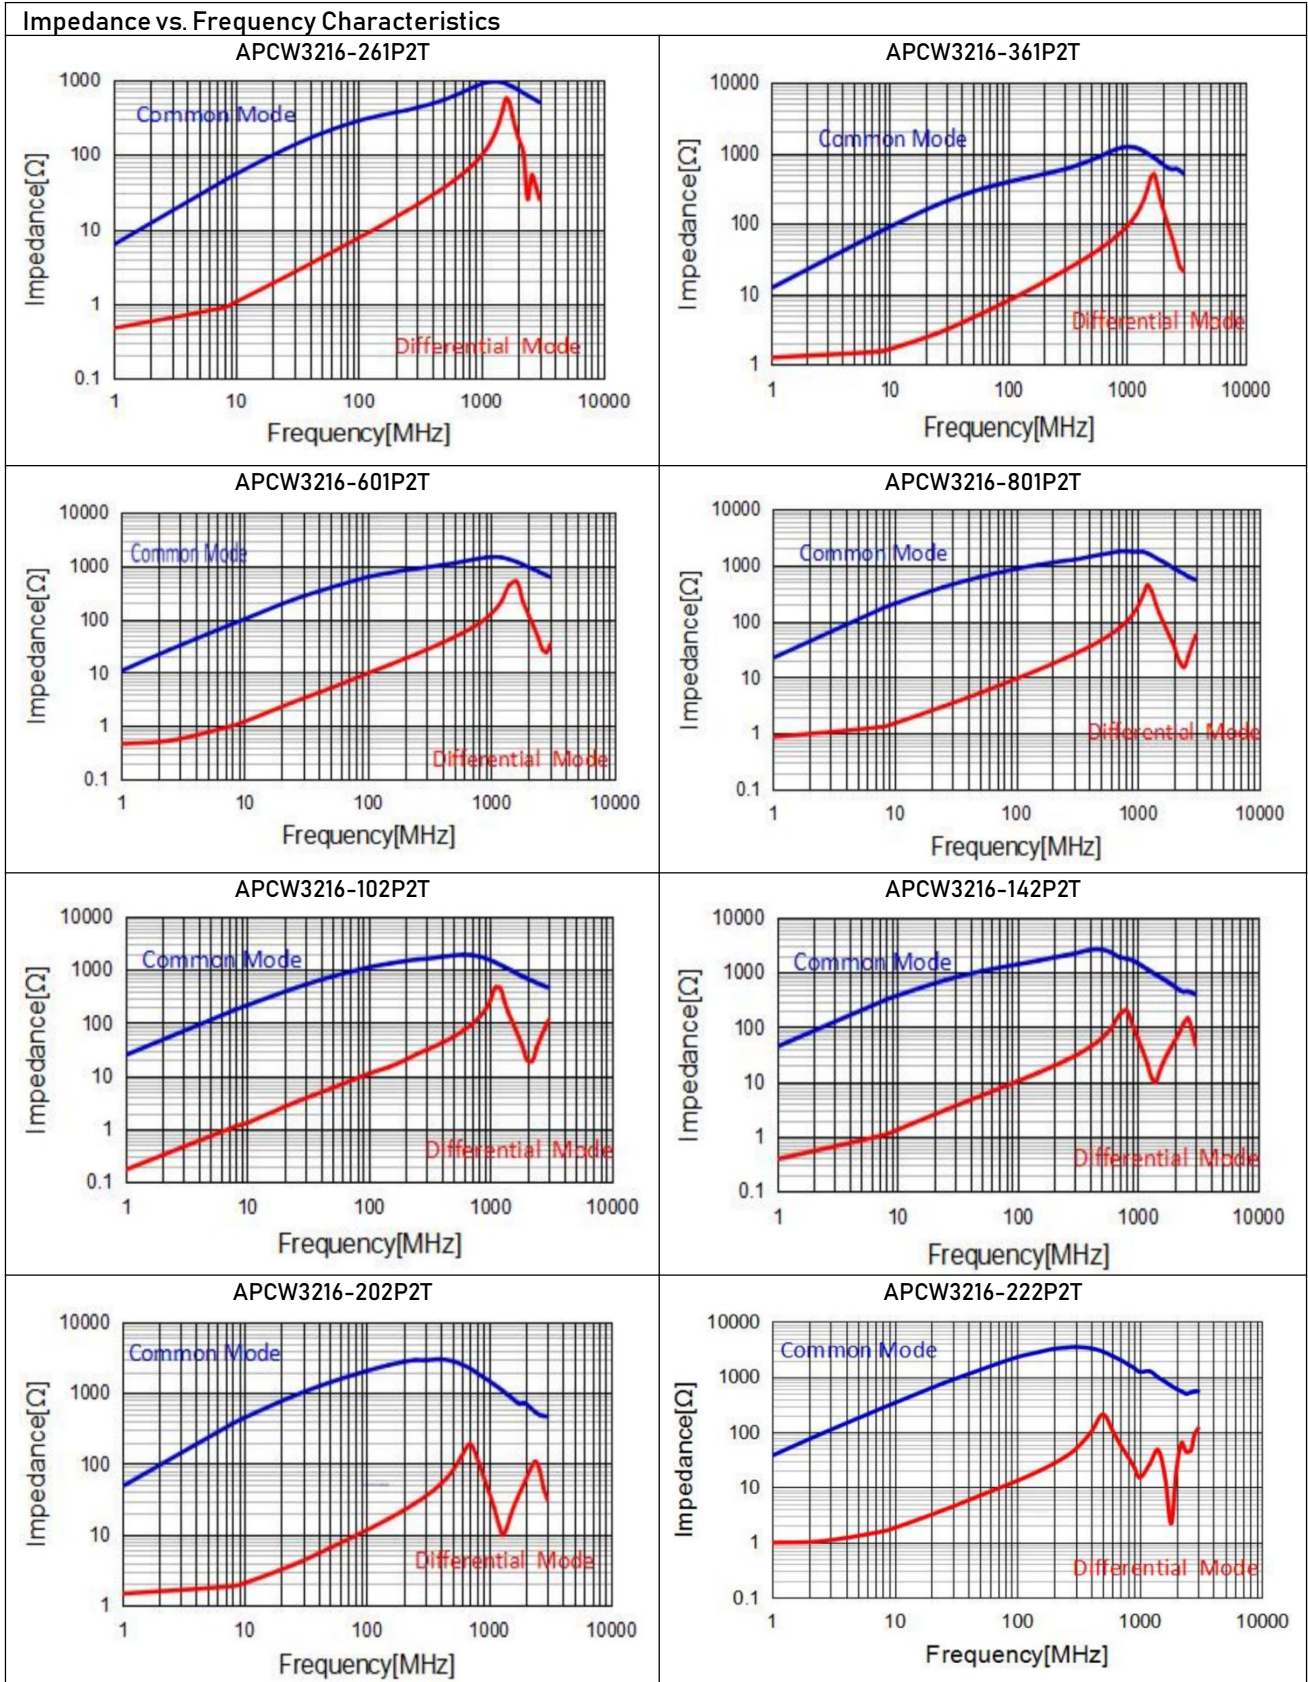 Impedance vs. Frequency Characteristics
APCW3216-261P2T
1000
100
10
1
0.1
Impedance[Ω]
Common Mode
Differential Mode
1 10 100 1000 10000
Frequency[MHz]
APCW3216-361P2T
10000
1000
100
10
1
Impedance[Ω]
Common Mode
Differential Mode
1 10 100 1000 10000
Frequency[MHz]
APCW3216-601P2T
10000
1000
100
10
1
0.1
Impedance[Ω]
Common Mode
Differential Mode
1 10 100 1000 10000
Frequency[MHz]
APCW3216-801P2T
10000
1000
100
10
1
0.1
Impedance[Ω]
Common Mode
Differential Mode
1 10 100 1000 10000
Frequency[MHz]
APCW3216-102P2T
10000
1000
100
10
1
0.1
Impedance[Ω]
Common Mode
Differential Mode
1 10 100 1000 10000
Frequency[MHz]
APCW3216-142P2T
10000
1000
100
10
1
0.1
Impedance[Ω]
Common Mode
Differential Mode
1 10 100 1000 10000
Frequency[MHz]
APCW3216-202P2T
10000
1000
100
10
1
Impedance[Ω]
Common Mode
Differential Mode
1 10 100 1000 10000
Frequency[MHz]
APCW3216-222P2T
10000
1000
100
10
1
0.1
Impedance[Ω]
Common Mode
Differential Mode
1 10 100 1000 10000
Frequency[MHz]